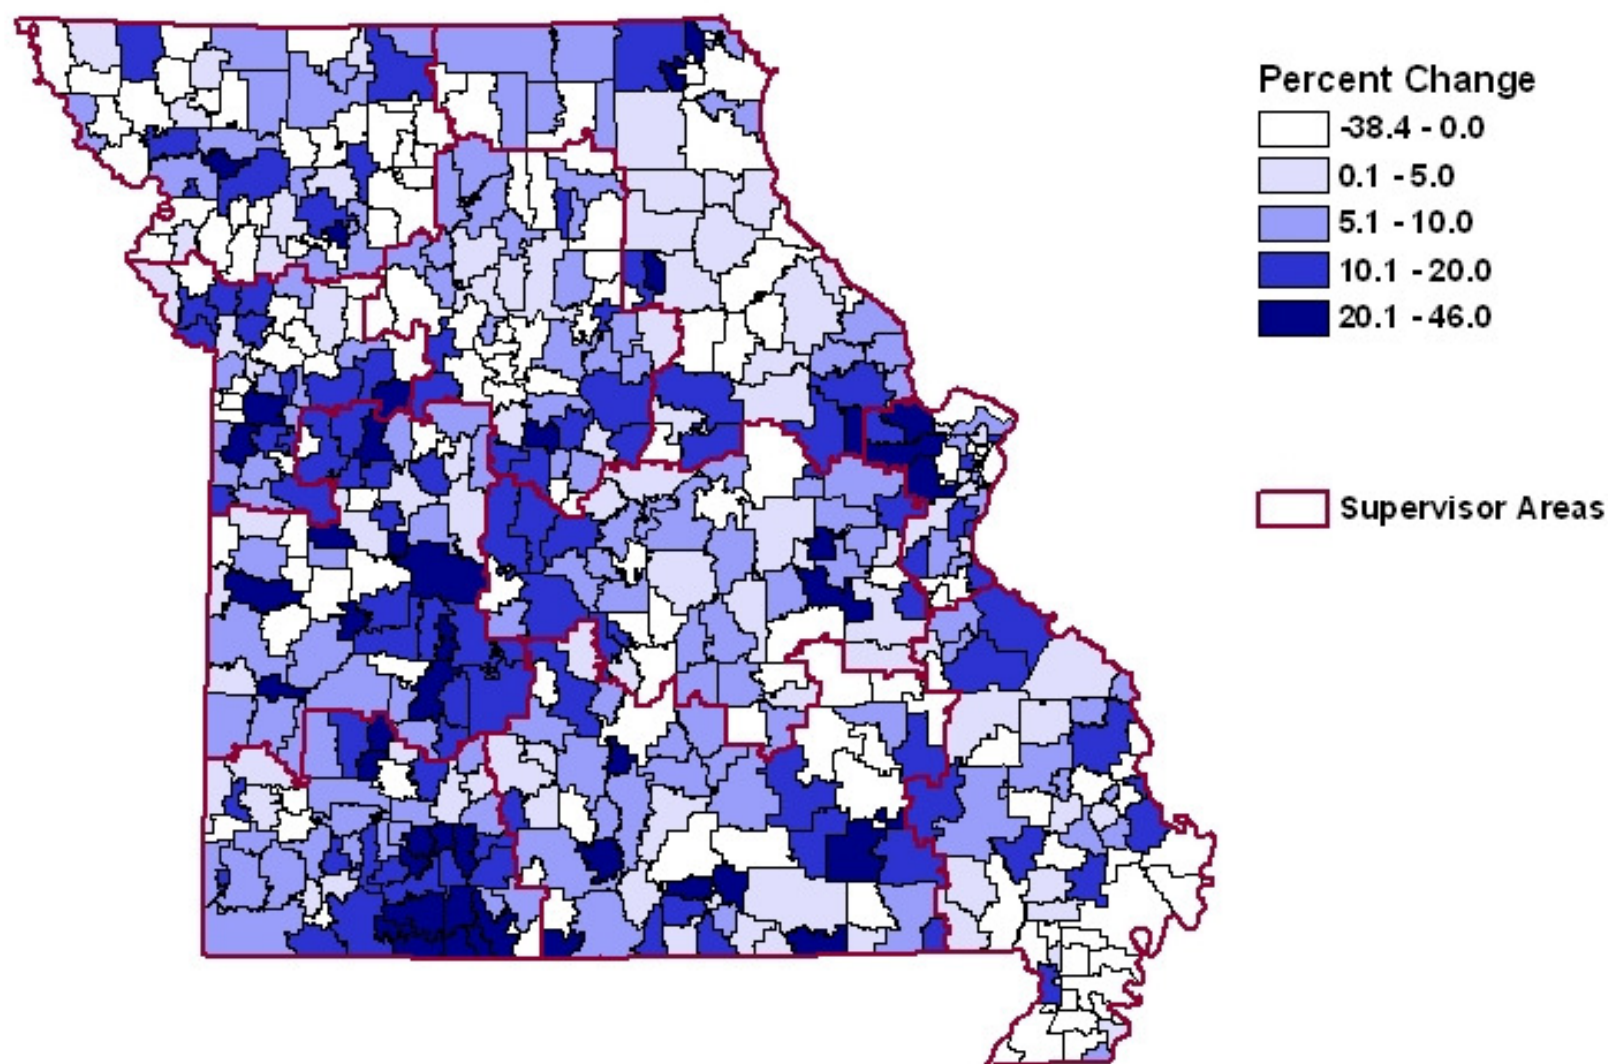 Percent Change
-38.4 - 0.0
0.1 - 5.0
5.1 - 10.0
10.1 - 20.0
20.1 - 46.0
Supervisor Areas